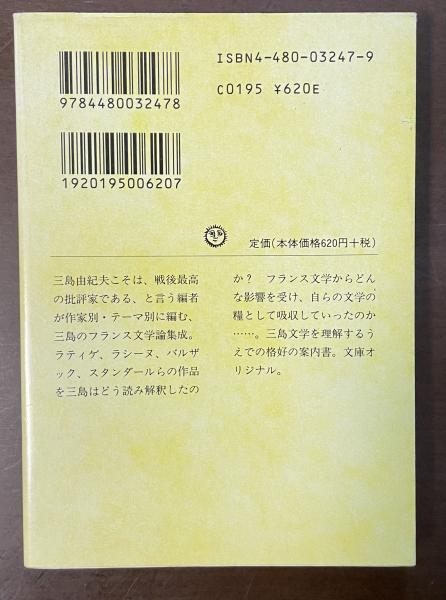 ISBN4-480-03247-9
9784480032478
C0195 ¥620E
1920195006207
定価(本体価格620円+税)
三島由紀夫こそは、戦後最高
の批評家である、と言う編者
が作家別・テーマ別に編む、
三島のフランス文学論集成。
ラディゲ、ラシーヌ、バルザ
ック、スタンダールらの作品
を三島はどう読み解釈したの
か? フランス文学からどん
な影響を受け、自らの文学の
糧として吸収していったのか
……。三島文学を理解するう
えでの格好の案内書。文庫オ
リジナル。